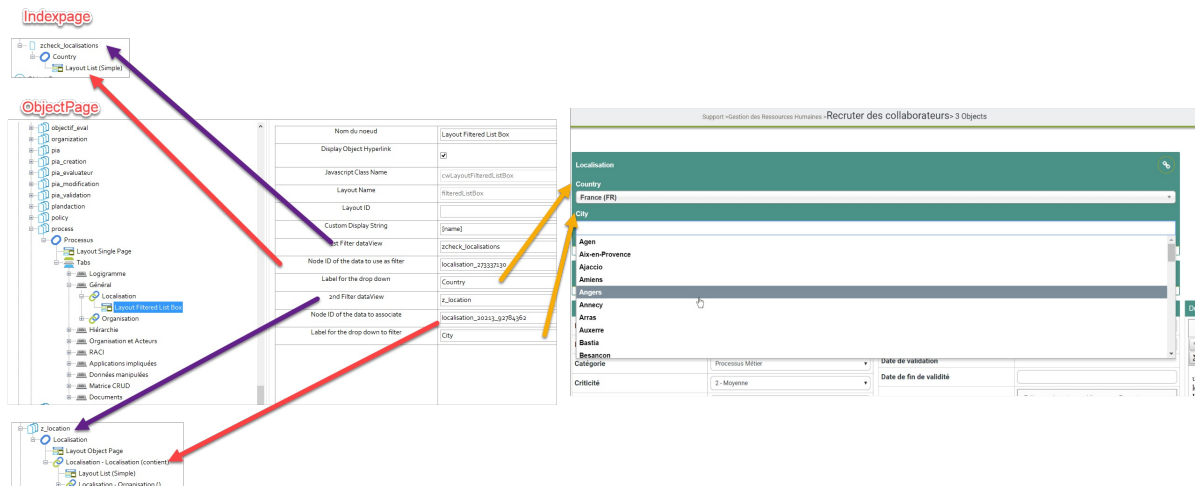 Indexpage
zcheck_localisations
Country
Layout List (Simple)
ObjectPage
objectif_eval
organization
pia
pia_creation
pia_evaluateur
pia_modification
pia_validation
plandaction
policy
process
Processus
Layout Single Page
Tabs
Logigramme
Général
Localisation
Layout Filtered List Box
Organisation
Hiérarchie
Organisation et Acteurs
RACI
Applications impliquées
Données manipulées
Matrice CRUD
Documents
Nom du noeud Layout Filtered List Box
Display Object Hyperlink
Javascript Class Name cwLayoutFilteredListBox
Layout Name filteredListBox
Layout ID
Custom Display String [name]
Filter dataView zcheck_localisations
Node ID of the data to use as filter localisation_273337130
Label for the drop down Country
2nd Filter dataView z_location
Node ID of the data to associate localisation_20213_92784362
Label for the drop down to filter City
Support >Gestion des Ressources Humaines >Recruter des collaborateurs> 3 Objects
Localisation
Country
France (FR)
City
Agen
Aix-en-Provence
Ajaccio
Amiens
Angers
Annecy
Arras
Auxerre
Bastia
Besançon
Catégorie Processus Métier Date de validation
Criticité 2 - Moyenne Date de fin de validité
z_location
Localisation
Layout Object Page
Localisation - Localisation (contient)
Layout List (Simple)
Localisation - Organisation ()